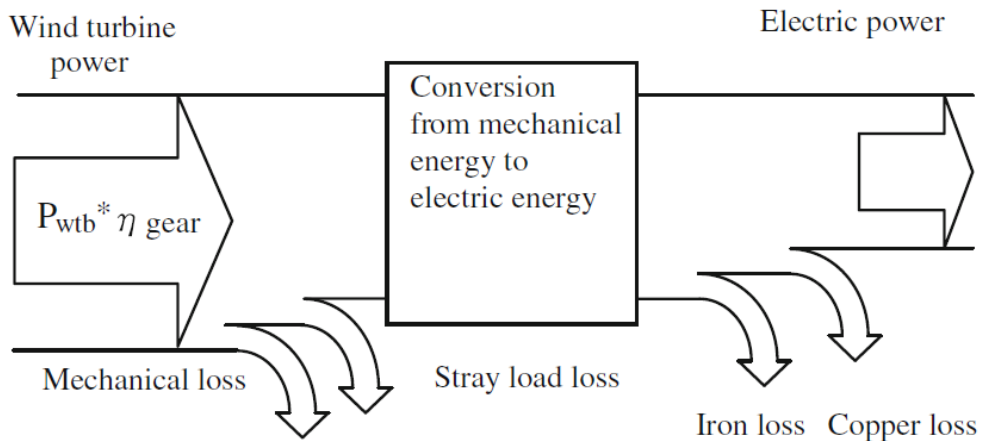 Wind turbine
power
Electric power
Conversion
from mechanical
energy to
electric energy
Pwtb* η gear
Mechanical loss
Stray load loss
Iron loss
Copper loss